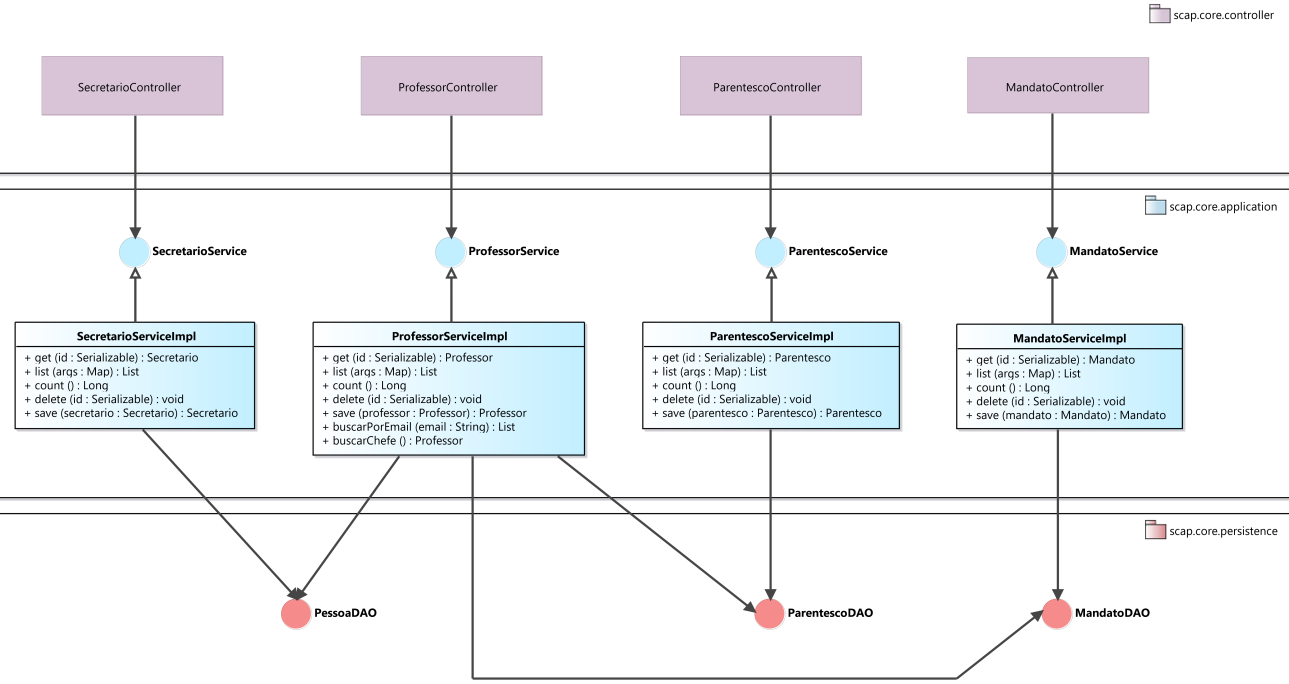 scap.core.controller
SecretarioController
ProfessorController
ParentescoController
MandatoController
scap.core.application
SecretarioService
ProfessorService
ParentescoService
MandatoService
SecretarioServiceImpl
+ get (id : Serializable) : Secretario
+ list (args : Map) : List
+ count () : Long
+ delete (id : Serializable) : void
+ save (secretario : Secretario) : Secretario
ProfessorServiceImpl
+ get (id : Serializable) : Professor
+ list (args : Map) : List
+ count () : Long
+ delete (id : Serializable) : void
+ save (professor : Professor) : Professor
+ buscarPorEmail (email : String) : List
+ buscarChefe () : Professor
ParentescoServiceImpl
+ get (id : Serializable) : Parentesco
+ list (args : Map) : List
+ count () : Long
+ delete (id : Serializable) : void
+ save (parentesco : Parentesco) : Parentesco
MandatoServiceImpl
+ get (id : Serializable) : Mandato
+ list (args : Map) : List
+ count () : Long
+ delete (id : Serializable) : void
+ save (mandato : Mandato) : Mandato
scap.core.persistence
PessoaDAO
ParentescoDAO
MandatoDAO